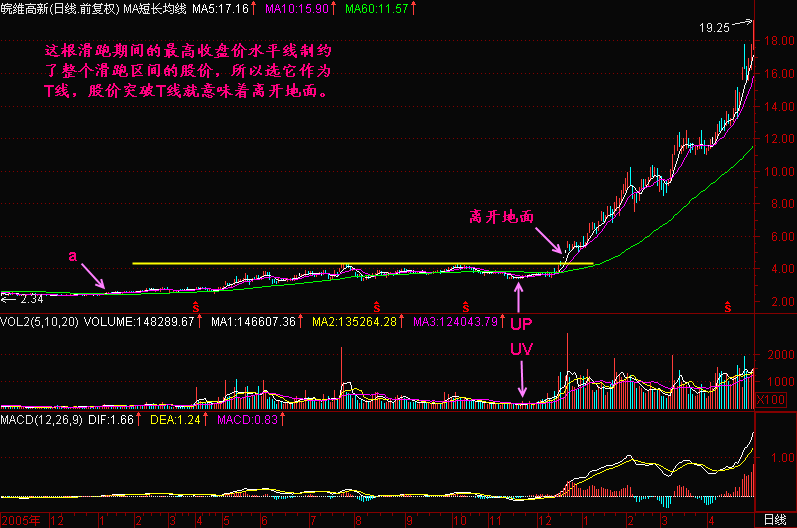 皖维高新(日线.前复权) MA短长均线 MA5:17.16↑ MA10:15.90↑ MA60:11.57↑
19.25
18.00
这根滑跑期间的最高收盘价水平线制约
了整个滑跑区间的股价，所以选它作为
T线，股价突破T线就意味着离开地面。
16.00
14.00
12.00
10.00
8.00
离开地面
6.00
a
4.00
2.34
2.00
S S S S
VOL2(5,10,20) VOLUME:148289.67↑ MA1:146607.36↑ MA2:135264.28↑ MA3:124043.79↑
UP
UV
2000
1000
X100
MACD(12,26,9) DIF:1.66↑ DEA:1.24↑ MACD:0.83↑
1.00
2005年 12 1 2 3 4 5 6 7 8 9 10 11 12 1 2 3 4 日线